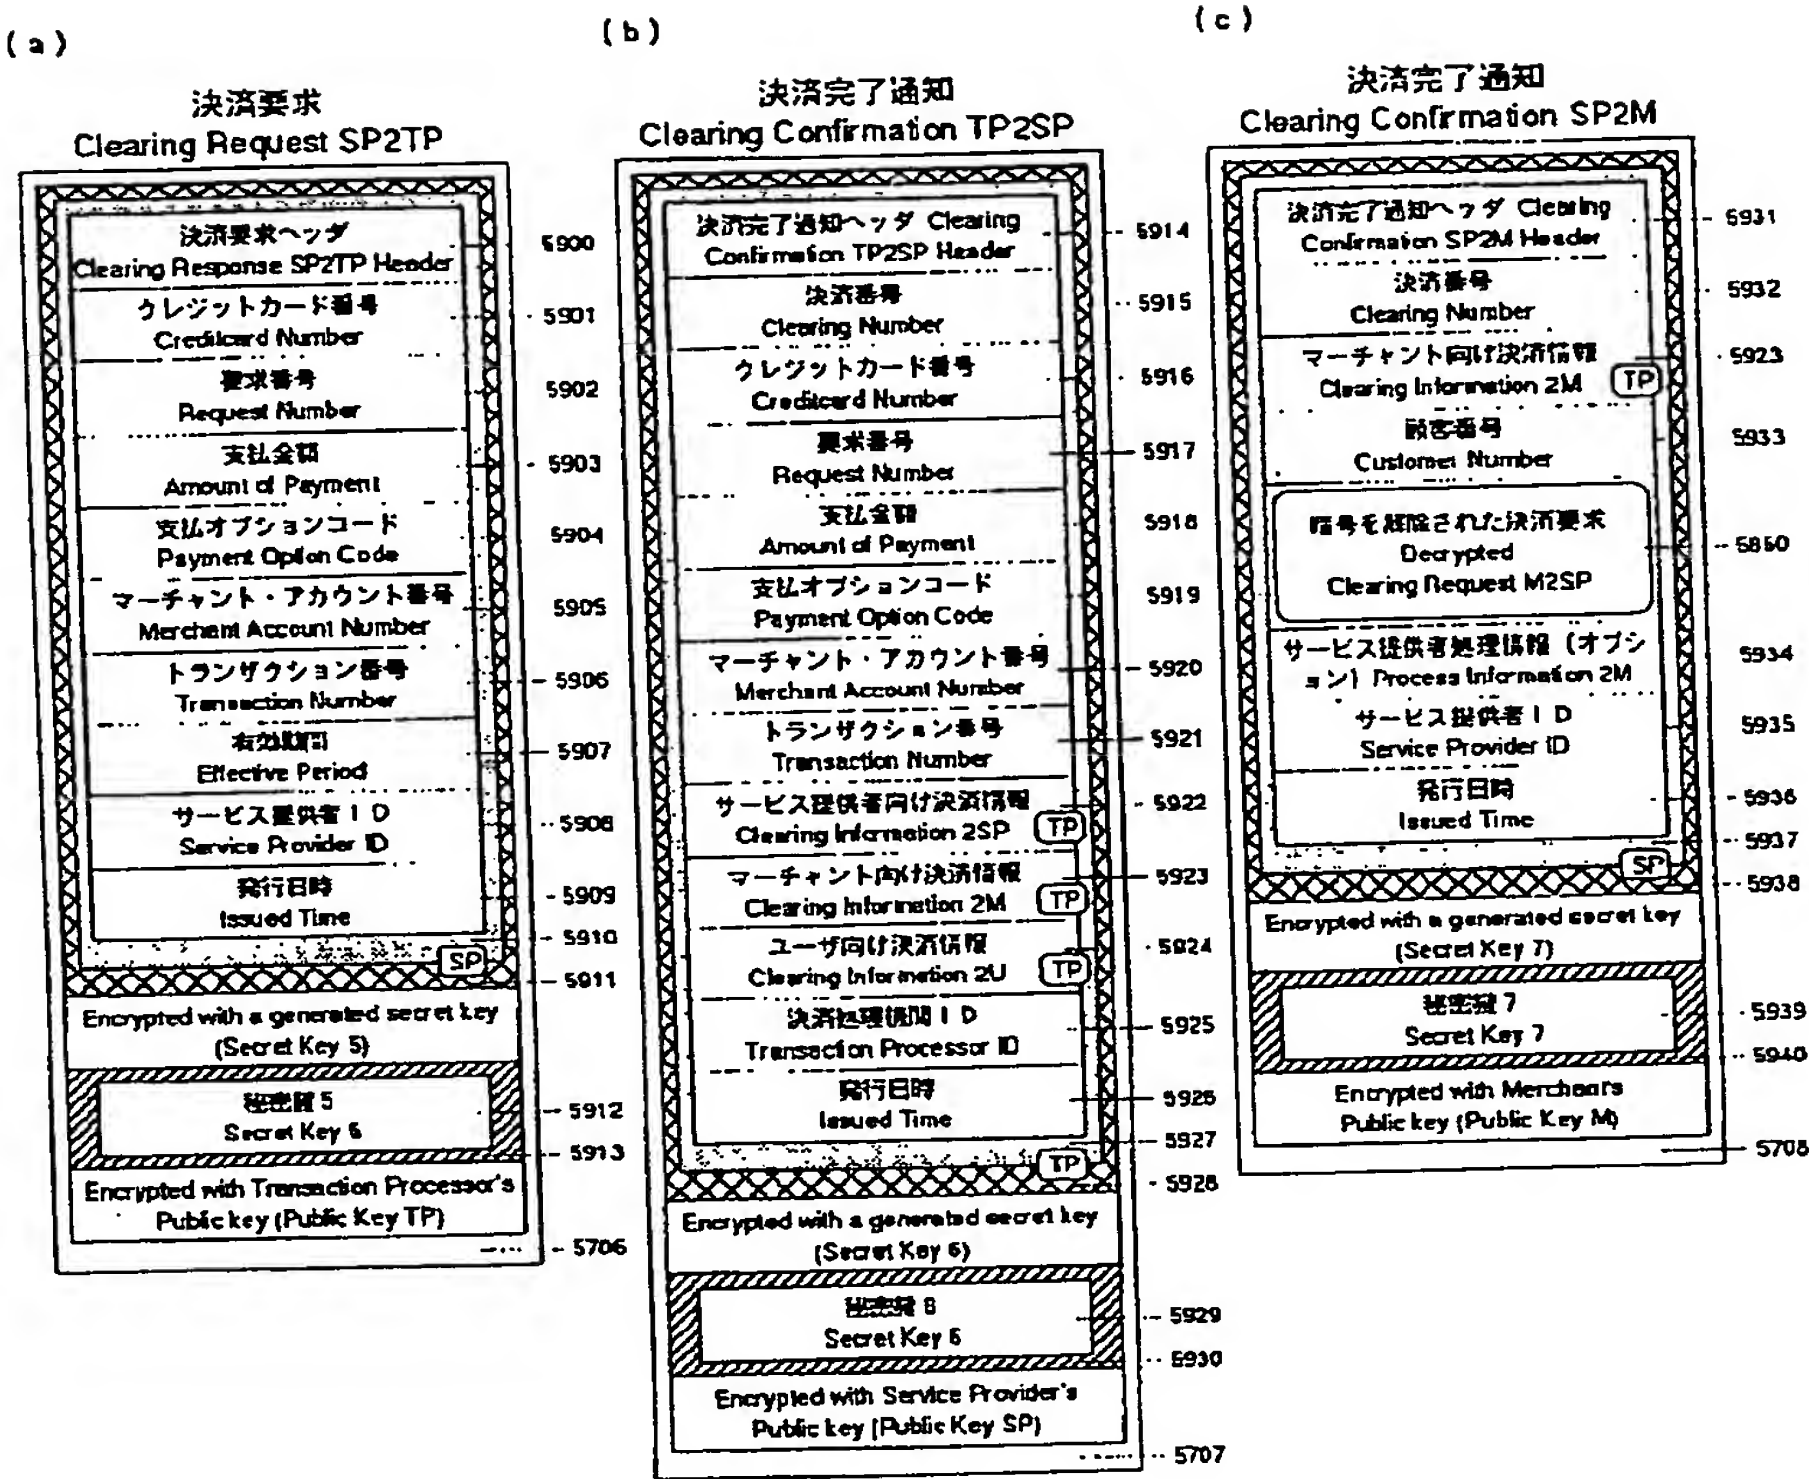 (a)
決済要求
Clearing Request SP2TP
決済要求ヘッダ
Clearing Response SP2TP Header
5900
クレジットカード番号
Creditcard Number
5901
要求番号
Request Number
5902
支払金額
Amount of Payment
5903
支払オプションコード
Payment Option Code
5904
マーチャント・アカウント番号
Merchant Account Number
5905
トランザクション番号
Transaction Number
5906
有効期間
Effective Period
5907
サービス提供者ID
Service Provider ID
5908
発行日時
Issued Time
5909
5910
SP
5911
Encrypted with a generated secret key
(Secret Key 5)
秘密鍵5
Secret Key 5
5912
5913
Encrypted with Transaction Processor's
Public key (Public Key TP)
5706
(b)
決済完了通知
Clearing Confirmation TP2SP
決済完了通知ヘッダ Clearing
Confirmation TP2SP Header
5914
決済番号
Clearing Number
5915
クレジットカード番号
Creditcard Number
5916
要求番号
Request Number
5917
支払金額
Amount of Payment
5918
支払オプションコード
Payment Option Code
5919
マーチャント・アカウント番号
Merchant Account Number
5920
トランザクション番号
Transaction Number
5921
サービス提供者向け決済情報
Clearing Information 2SP
TP
5922
マーチャント向け決済情報
Clearing Information 2M
TP
5923
ユーザ向け決済情報
Clearing Information 2U
TP
5924
決済処理機関ID
Transaction Processor ID
5925
発行日時
Issued Time
5926
5927
TP
5928
Encrypted with a generated secret key
(Secret Key 6)
秘密鍵6
Secret Key 6
5929
5930
Encrypted with Service Provider's
Public key (Public Key SP)
5707
(c)
決済完了通知
Clearing Confirmation SP2M
決済完了通知ヘッダ Clearing
Confirmation SP2M Header
5931
決済番号
Clearing Number
5932
マーチャント向け決済情報
Clearing Information 2M
TP
5923
顧客番号
Customer Number
5933
暗号を解除された決済要求
Decrypted
Clearing Request M2SP
5850
サービス提供者処理情報(オプシ
ョン) Process Information 2M
5934
サービス提供者ID
Service Provider ID
5935
発行日時
Issued Time
5936
5937
SP
5938
Encrypted with a generated secret key
(Secret Key 7)
秘密鍵7
Secret Key 7
5939
5940
Encrypted with Merchant's
Public key (Public Key M)
5708